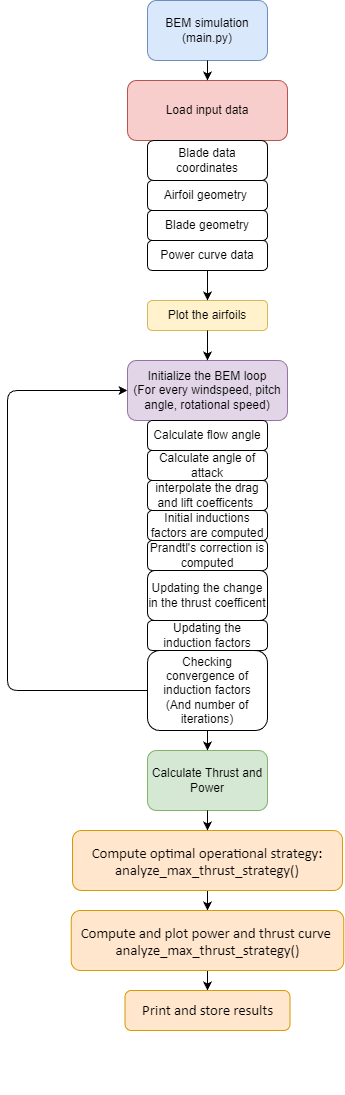 BEM simulation
(main.py)
Load input data
Blade data
coordinates
Airfoil geometry
Blade geometry
Power curve data
Plot the airfoils
Initialize the BEM loop
(For every windspeed, pitch
angle, rotational speed)
Calculate flow angle
Calculate angle of
attack
interpolate the drag
and lift coefficents
Initial inductions
factors are computed
Prandtl's correction is
computed
Updating the change
in the thrust coefficent
Updating the
induction factors
Checking
convergence of
induction factors
(And number of
iterations)
Calculate Thrust and
Power
Compute optimal operational strategy:
analyze_max_thrust_strategy()
Compute and plot power and thrust curve
analyze_max_thrust_strategy()
Print and store results